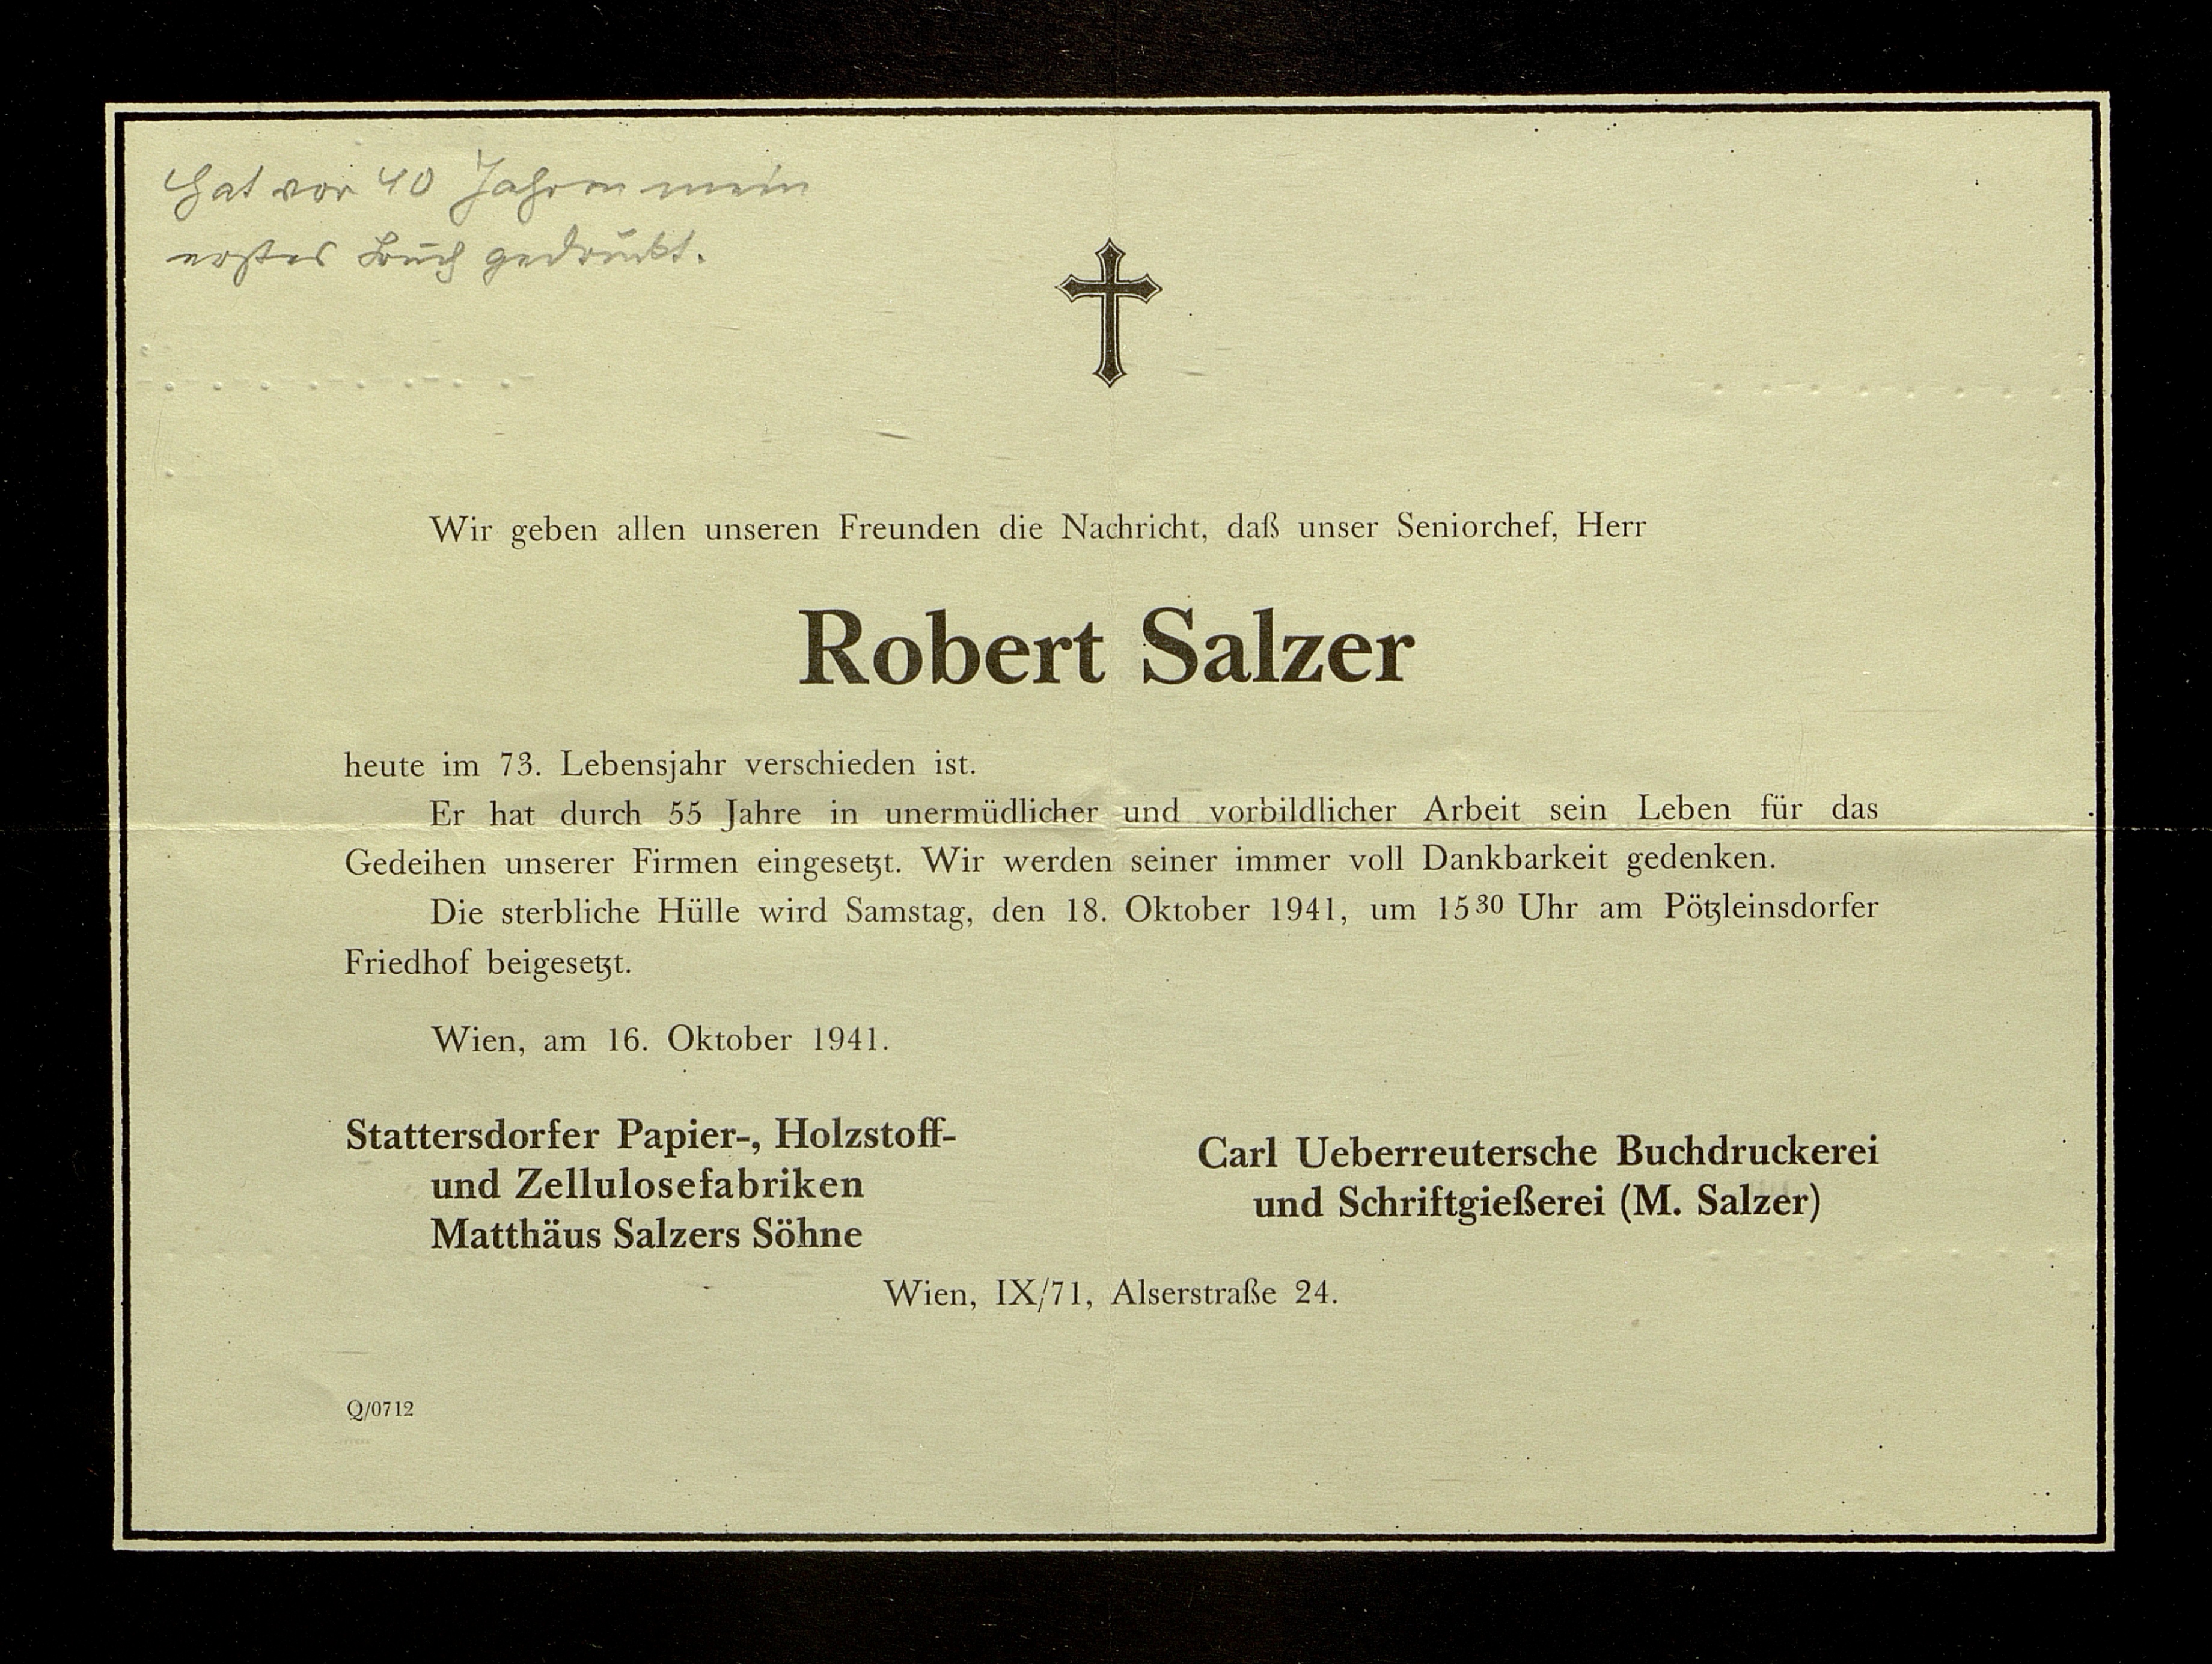 Hat vor 40 Jahren mein
erstes Buch gedruckt.
Wir geben allen unseren Freunden die Nachricht, daß unser Seniorchef, Herr
Robert Salzer
heute im 73. Lebensjahr verschieden ist.
Er hat durch 55 Jahre in unermüdlicher und vorbildlicher Arbeit sein Leben für das
Gedeihen unserer Firmen eingesetzt. Wir werden seiner immer voll Dankbarkeit gedenken.
Die sterbliche Hülle wird Samstag, den 18. Oktober 1941, um 15³⁰ Uhr am Pötzleinsdorfer
Friedhof beigesetzt.
Wien, am 16. Oktober 1941.
Stattersdorfer Papier-, Holzstoff-
und Zellulosefabriken
Matthäus Salzers Söhne
Carl Ueberreutersche Buchdruckerei
und Schriftgießerei (M. Salzer)
Wien, IX/71, Alserstraße 24.
Q/0712